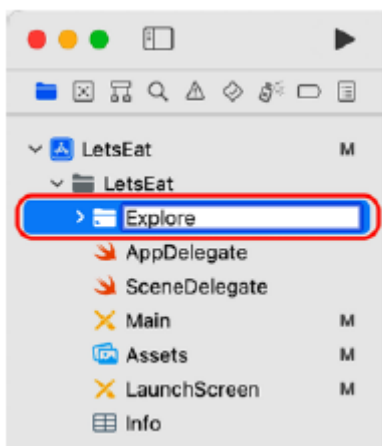 LetsEat M
LetsEat
Explore
AppDelegate
SceneDelegate
Main M
Assets M
LaunchScreen M
Info